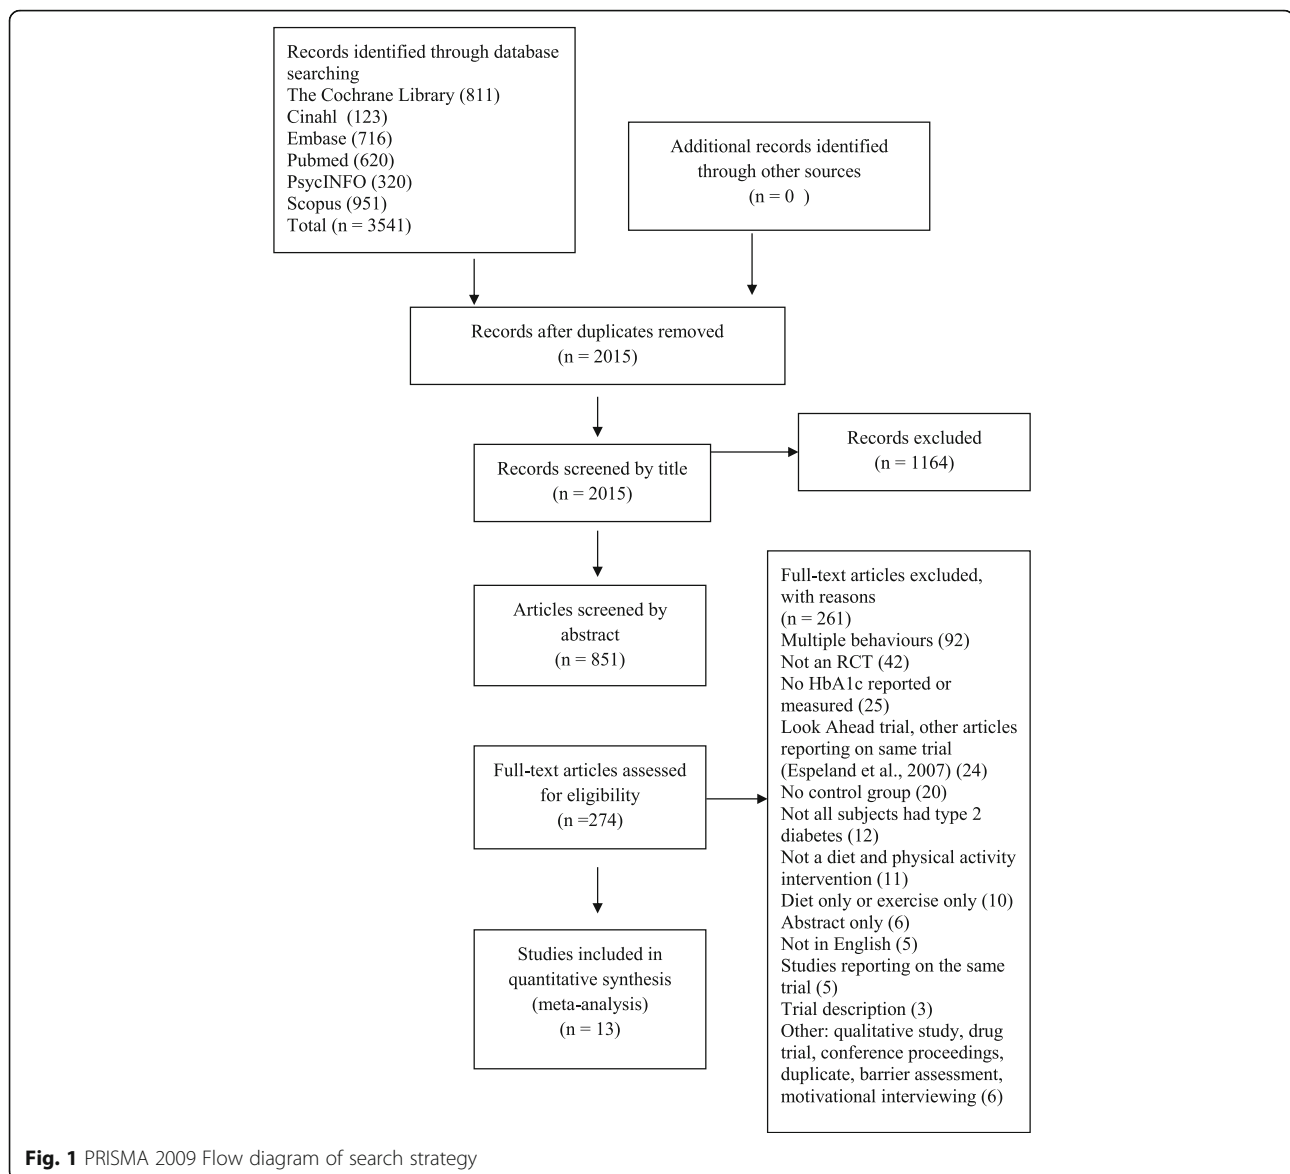 Records identified through database
searching
The Cochrane Library (811)
Cinahl (123)
Embase (716)
Pubmed (620)
PsycINFO (320)
Scopus (951)
Total (n = 3541)
Additional records identified
through other sources
(n = 0 )
Records after duplicates removed
(n = 2015)
Records screened by title
(n = 2015)
Records excluded
(n = 1164)
Articles screened by
abstract
(n = 851)
Full-text articles assessed
for eligibility
(n =274)
Full-text articles excluded,
with reasons
(n = 261)
Multiple behaviours (92)
Not an RCT (42)
No HbA1c reported or
measured (25)
Look Ahead trial, other articles
reporting on same trial
(Espeland et al., 2007) (24)
No control group (20)
Not all subjects had type 2
diabetes (12)
Not a diet and physical activity
intervention (11)
Diet only or exercise only (10)
Abstract only (6)
Not in English (5)
Studies reporting on the same
trial (5)
Trial description (3)
Other: qualitative study, drug
trial, conference proceedings,
duplicate, barrier assessment,
motivational interviewing (6)
Studies included in
quantitative synthesis
(meta-analysis)
(n = 13)
Fig. 1 PRISMA 2009 Flow diagram of search strategy